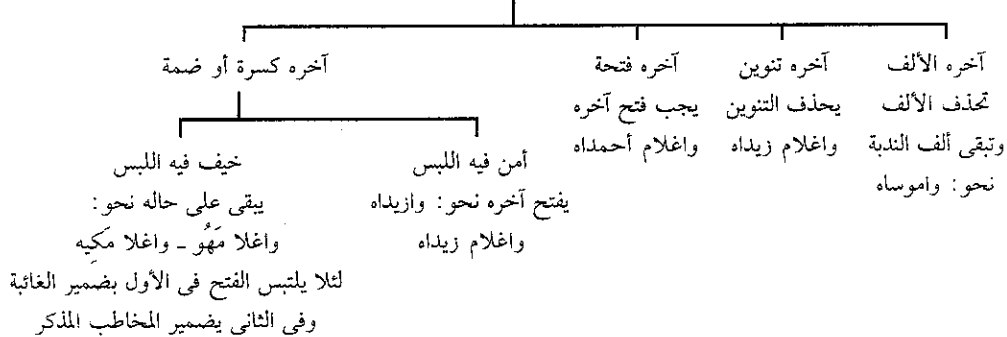 آخره الألف
تحذف الألف
وتبقى ألف الندبة
نحو : واموساه
آخره تنوين
يحذف التنوين
واغلام زيداه
آخره فتحة
يجب فتح آخره
واغلام أحمداه
آخره كسرة أو ضمة
أمن فيه اللبس
يفتح آخره نحو : وازيداه
واغلام زيداه
خيف فيه اللبس
يبقى على حاله نحو :
واغلا مَهُو ـ واغلا مَكِيه
لئلا يلتبس الفتح فى الأول بضمير الغائبة
وفى الثانى يضمير المخاطب المذكر